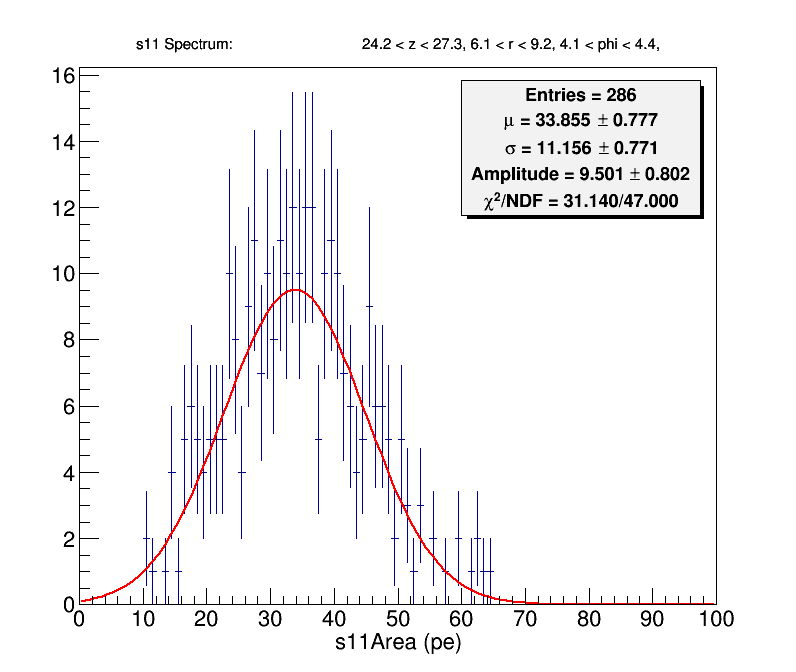 s11 Spectrum: 24.2 < z < 27.3, 6.1 < r < 9.2, 4.1 < phi < 4.4,
Entries = 286
μ = 33.855 ± 0.777
σ = 11.156 ± 0.771
Amplitude = 9.501 ± 0.802
χ²/NDF = 31.140/47.000
16
14
12
10
8
6
4
2
0
0 10 20 30 40 50 60 70 80 90 100
s11Area (pe)